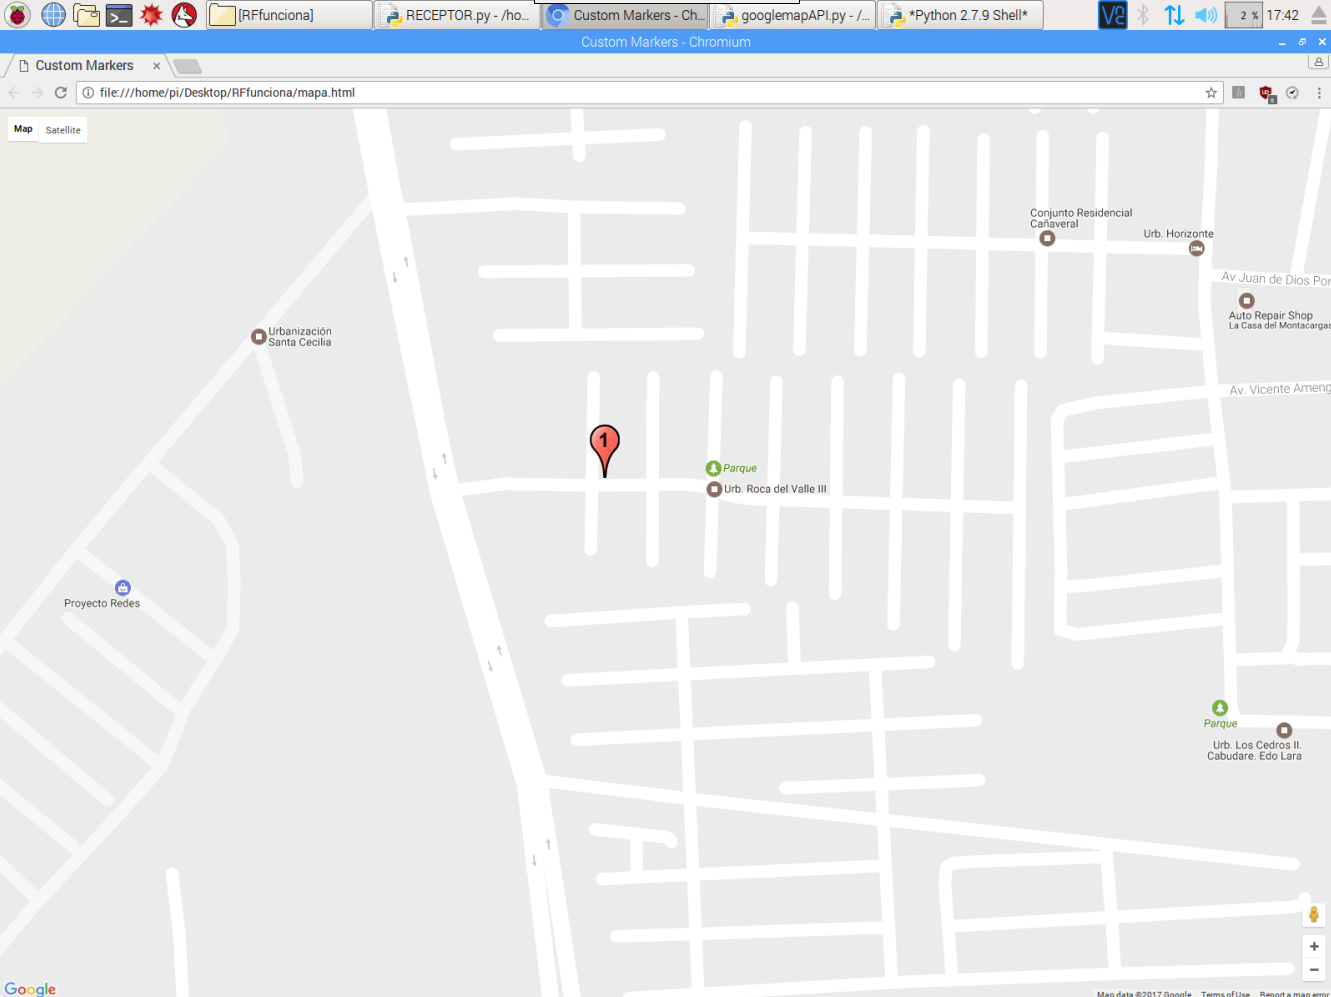 [RFfunciona]
RECEPTOR.py - /ho...
Custom Markers - Ch...
googlemapAPI.py - /...
*Python 2.7.9 Shell*
2 %
17:42
Custom Markers - Chromium
Custom Markers
file:///home/pi/Desktop/RFfunciona/mapa.html
6
Map
Satellite
Conjunto Residencial
Cañaveral
Urb. Horizonte
Av Juan de Dios Pon
Auto Repair Shop
La Casa del Montacargas
Urbanización
Santa Cecilia
Av. Vicente Ameng
1
Parque
Urb. Roca del Valle III
Proyecto Redes
Parque
Urb. Los Cedros II.
Cabudare. Edo Lara
+
−
Google
Map data ©2017 Google
Terms of Use
Report a map error